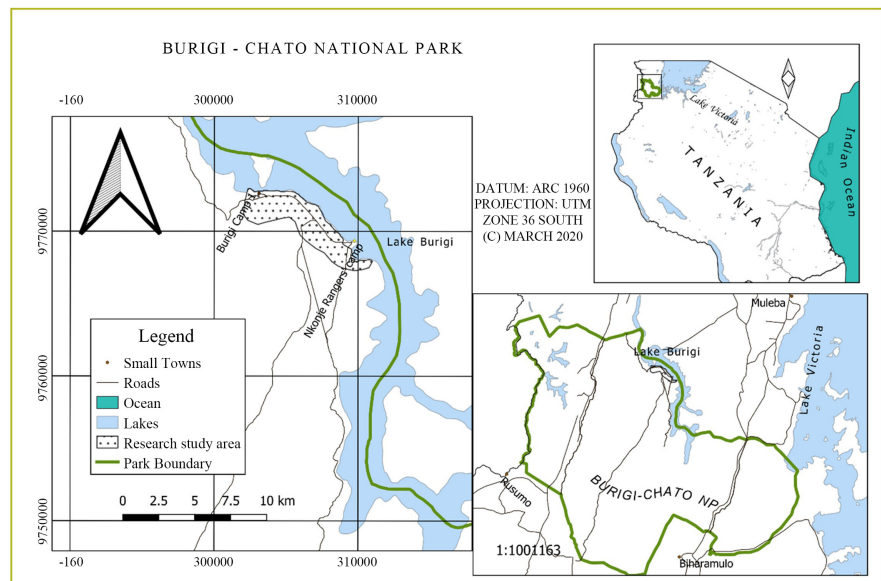 BURIGI - CHATO NATIONAL PARK
-160
300000
310000
9770000
9760000
9750000
Burigi Camp 1
Nkonje Rangers' camp
Lake Burigi
Legend
Small Towns
Roads
Ocean
Lakes
Research study area
Park Boundary
0 2.5 5 7.5 10 km
-160
300000
310000
DATUM: ARC 1960
PROJECTION: UTM
ZONE 36 SOUTH
(C) MARCH 2020
Lake Victoria
TANZANIA
Indian Ocean
Muleba
Lake Burigi
Lake Victoria
BURIGI-CHATO NP
Rusumo
1:1001163
Biharamulo